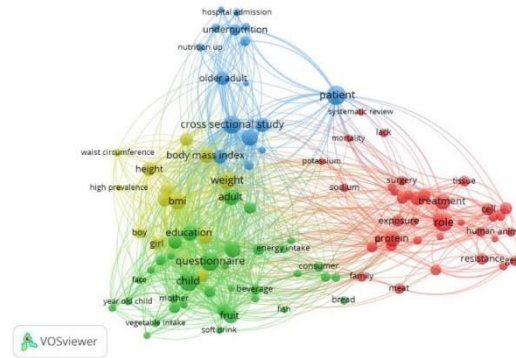 hospital admission
undernutrition
nutrition up
older adult
patient
systematic review
cross sectional study
mortality
lack
waist circumference
body mass index
potassium
height
weight
surgery
tissue
high prevalence
sodium
bmi
adult
treatment
cell
exposure
role
boy
education
human
girl
energy intake
protein
questionnaire
consumer
resistance
face
child
family
mother
beverage
meat
year old child
fish
bread
vegetable intake
fruit
soft drink
VOSviewer